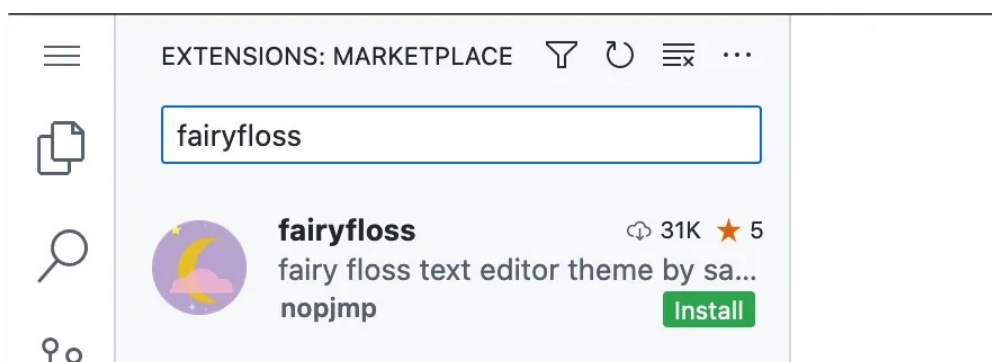 EXTENSIONS: MARKETPLACE
fairyfloss
fairyfloss 31K 5
fairy floss text editor theme by sa...
nopjmp Install